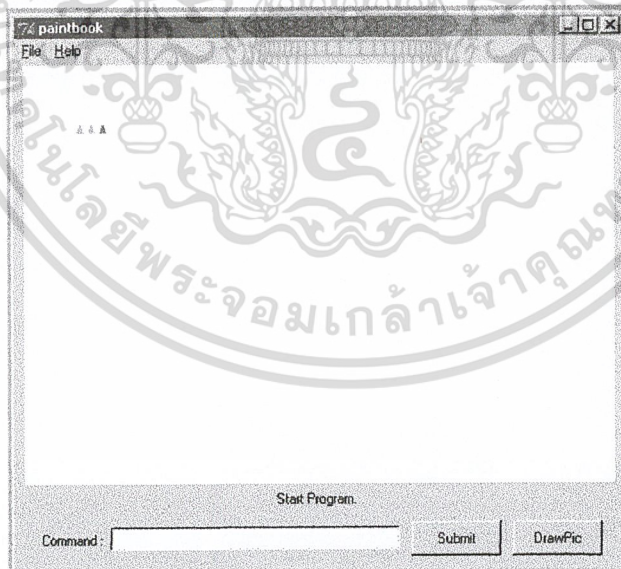 paintbook
File Help
A A A
โนโลยีพระจอมเกล้าเจ้าคุณ
Start Program.
Command :
Submit
DrawPic